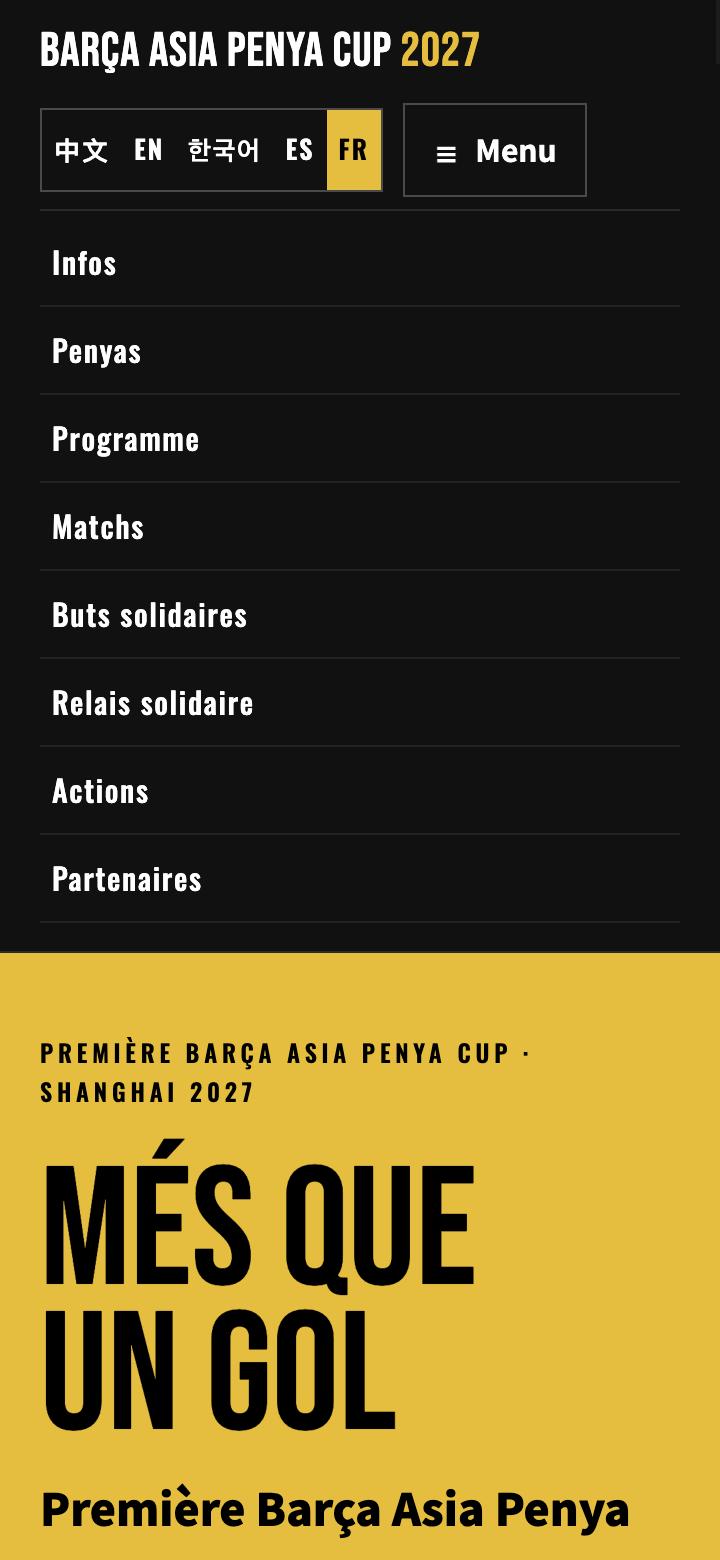 BARÇA ASIA PENYA CUP 2027
中文 EN 한국어 ES FR ≡ Menu
Infos
Penyas
Programme
Matchs
Buts solidaires
Relais solidaire
Actions
Partenaires
PREMIÈRE BARÇA ASIA PENYA CUP ·
SHANGHAI 2027
MÉS QUE
UN GOL
Première Barça Asia Penya